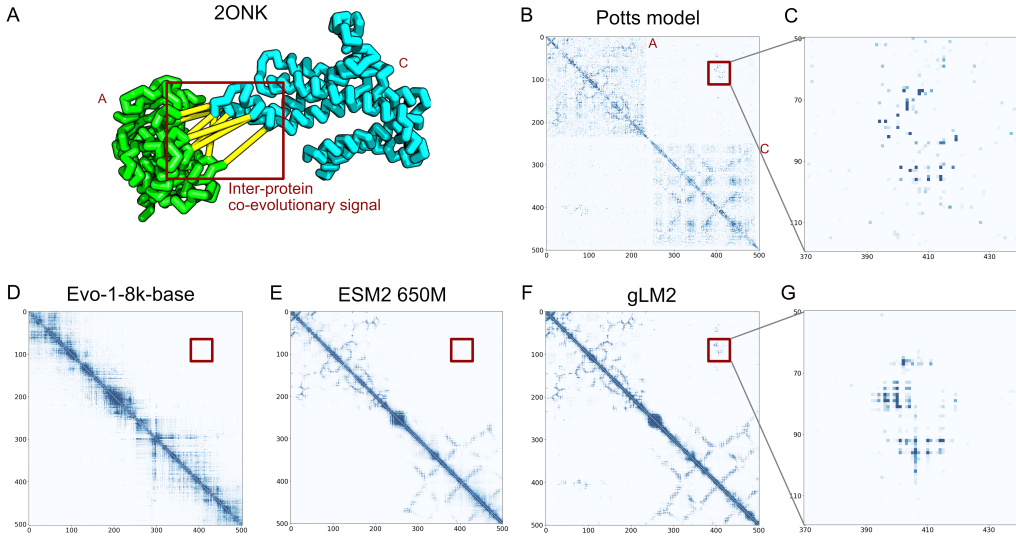 A
2ONK
A
C
Inter-protein
co-evolutionary signal
B
Potts model
A
C
0
100
200
300
400
500
0 100 200 300 400 500
C
50
70
90
110
370 390 410 430
D
Evo-1-8k-base
0
100
200
300
400
500
0 100 200 300 400 500
E
ESM2 650M
0
100
200
300
400
500
0 100 200 300 400 500
F
gLM2
0
100
200
300
400
500
0 100 200 300 400 500
G
50
70
90
110
370 390 410 430